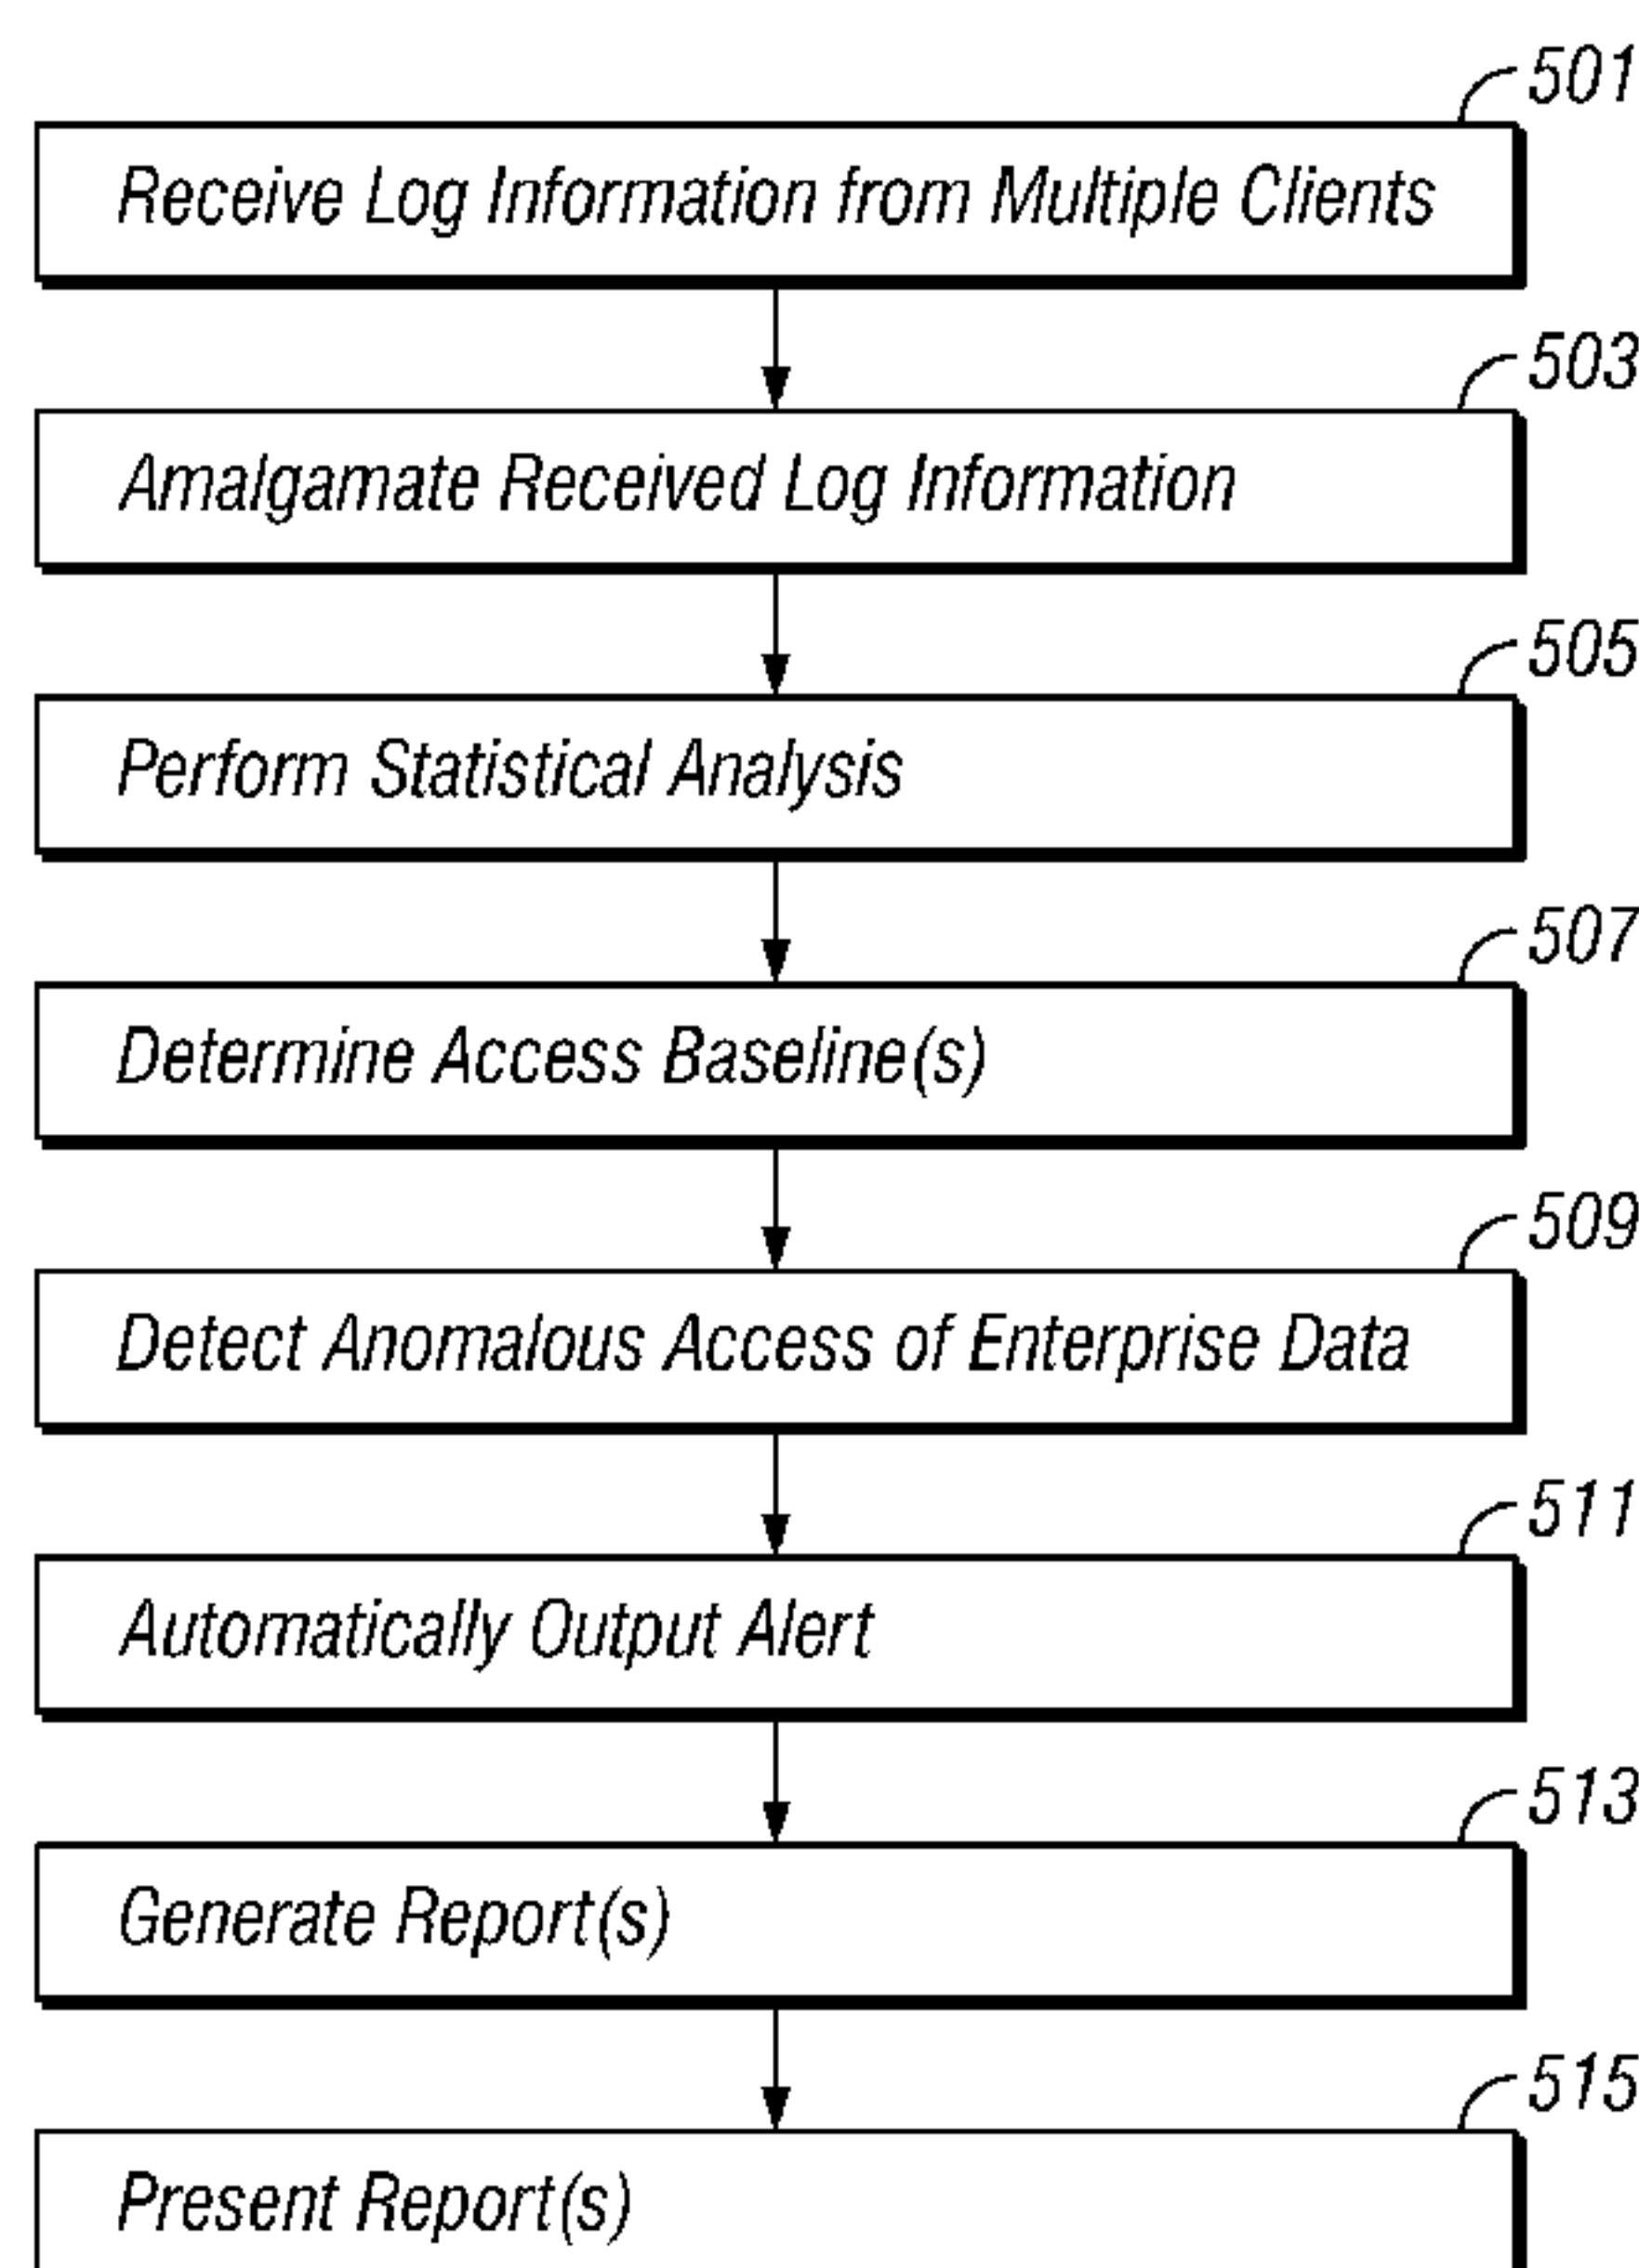 501
Receive Log Information from Multiple Clients
503
Amalgamate Received Log Information
505
Perform Statistical Analysis
507
Determine Access Baseline(s)
509
Detect Anomalous Access of Enterprise Data
511
Automatically Output Alert
513
Generate Report(s)
515
Present Report(s)